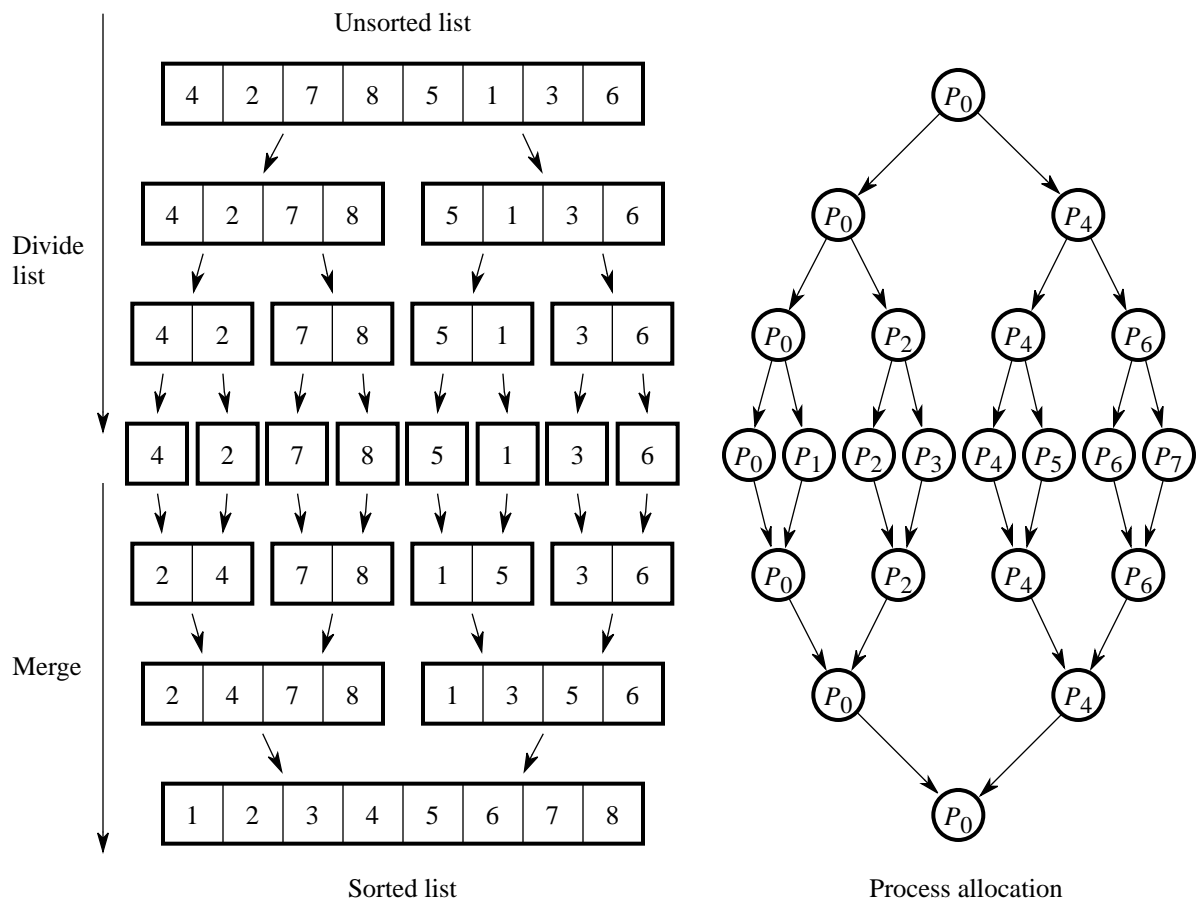 Unsorted list
4 2 7 8 5 1 3 6
P0
4 2 7 8 5 1 3 6
P0 P4
Divide
list
4 2 7 8 5 1 3 6
P0 P2 P4 P6
4 2 7 8 5 1 3 6
P0 P1 P2 P3 P4 P5 P6 P7
2 4 7 8 1 5 3 6
P0 P2 P4 P6
Merge
2 4 7 8 1 3 5 6
P0 P4
1 2 3 4 5 6 7 8
P0
Sorted list
Process allocation